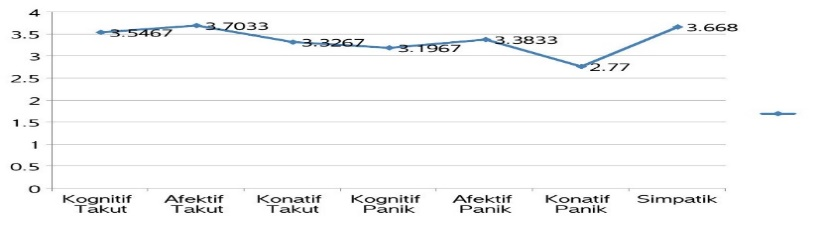 4
3.5
3
2.5
2
1.5
1
0.5
0
3.5467
3.7033
3.3267
3.1967
3.3833
2.77
3.668
Kognitif
Takut
Afektif
Takut
Konatif
Takut
Kognitif
Panik
Afektif
Panik
Konatif
Panik
Simpatik